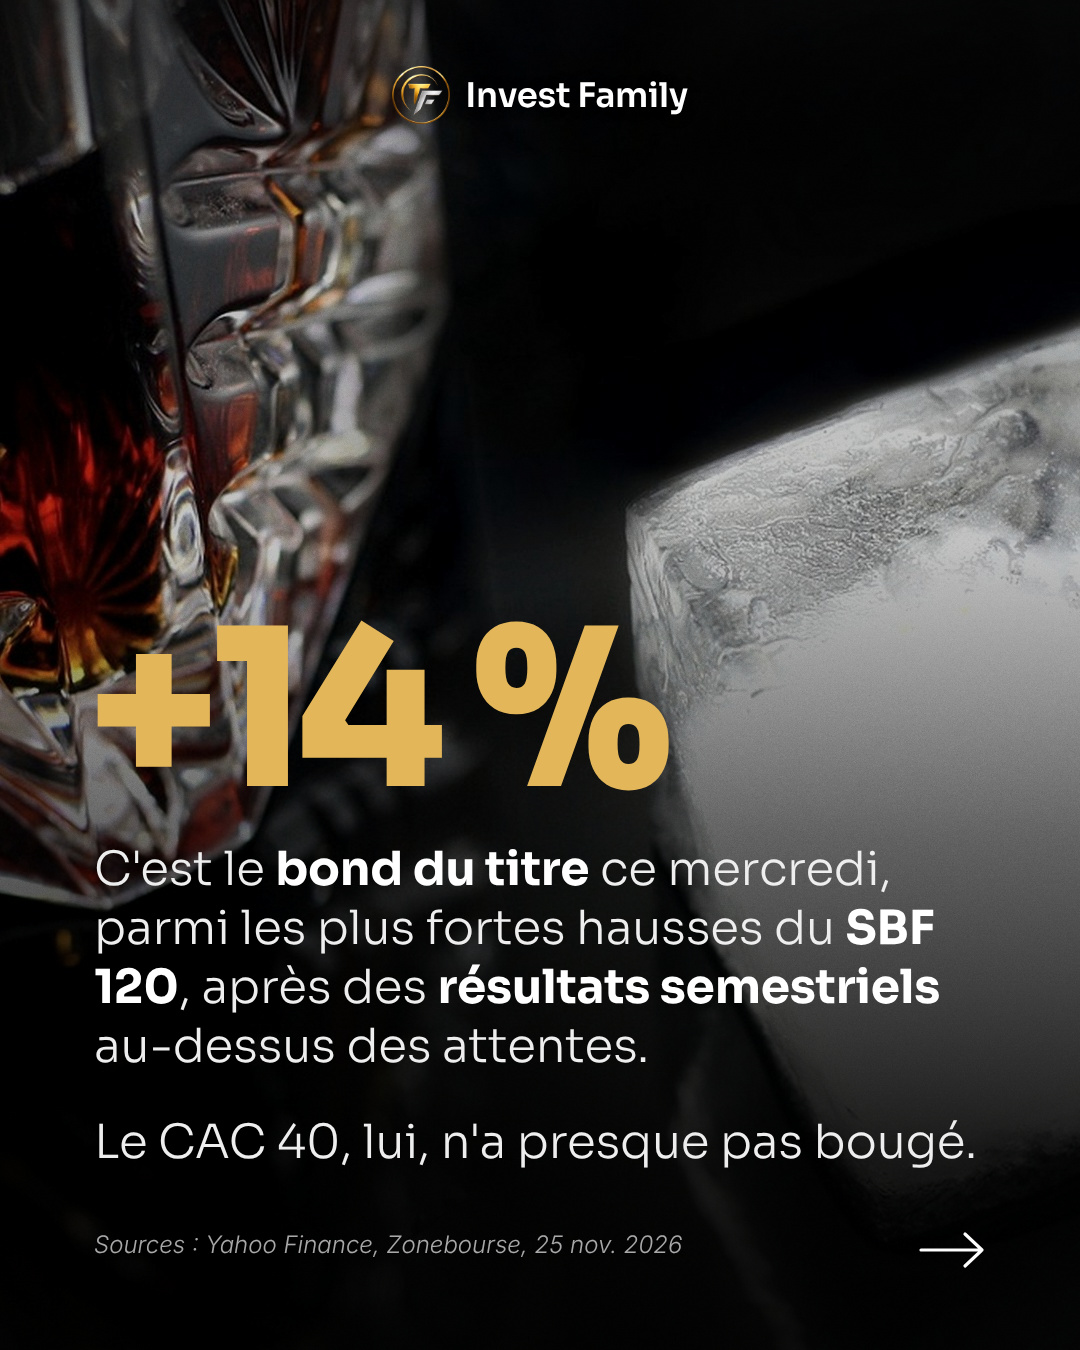 Invest Family
+14 %
C'est le bond du titre ce mercredi,
parmi les plus fortes hausses du SBF
120, après des résultats semestriels
au-dessus des attentes.
Le CAC 40, lui, n'a presque pas bougé.
Sources : Yahoo Finance, Zonebourse, 25 nov. 2026